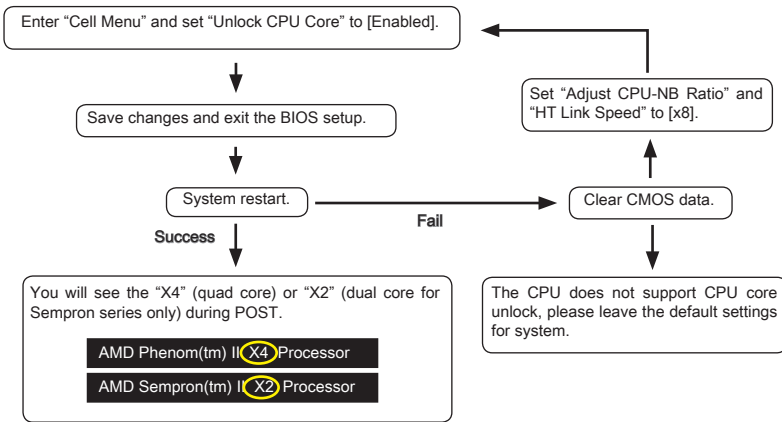 Enter “Cell Menu” and set “Unlock CPU Core” to [Enabled].
Save changes and exit the BIOS setup.
Set “Adjust CPU-NB Ratio” and
“HT Link Speed” to [x8].
System restart.
Fail
Clear CMOS data.
Success
You will see the “X4” (quad core) or “X2” (dual core for
Sempron series only) during POST.
AMD Phenom(tm) II X4 Processor
AMD Sempron(tm) II X2 Processor
The CPU does not support CPU core
unlock, please leave the default settings
for system.